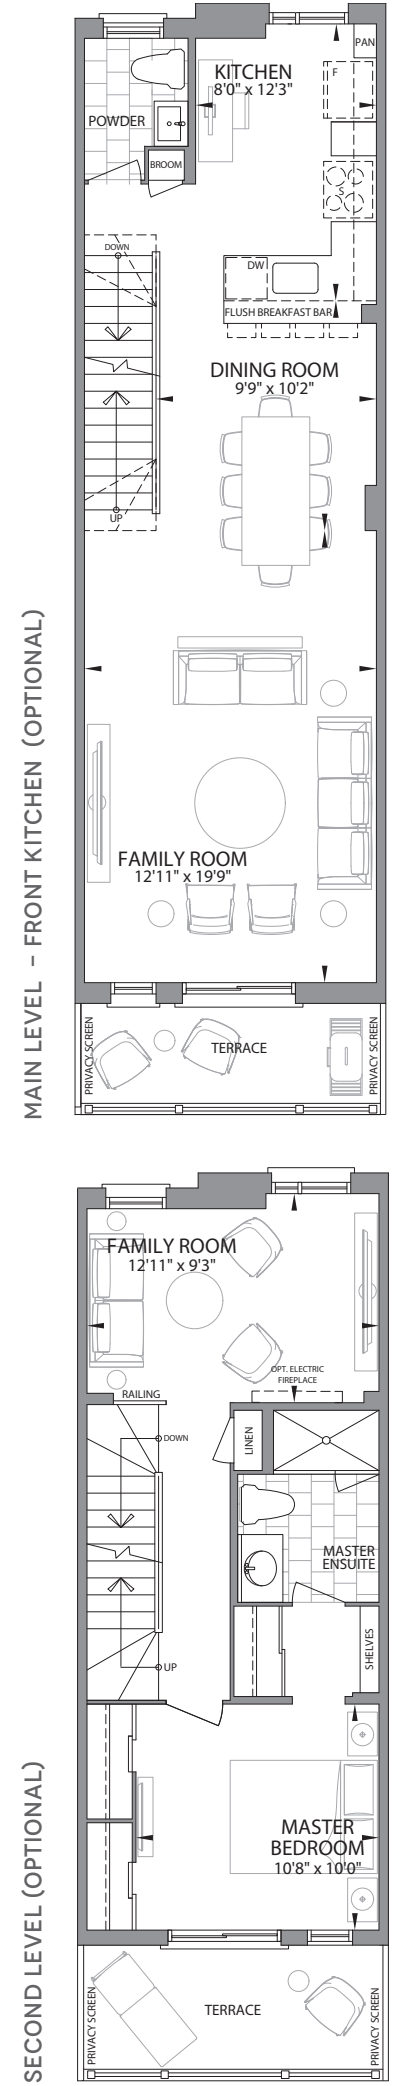 MAIN LEVEL – FRONT KITCHEN (OPTIONAL)
PAN
KITCHEN
8'0" x 12'3"
F
POWDER
BROOM
S
DOWN
DW
FLUSH BREAKFAST BAR
DINING ROOM
9'9" x 10'2"
UP
FAMILY ROOM
12'11" x 19'9"
PRIVACY SCREEN
TERRACE
PRIVACY SCREEN
SECOND LEVEL (OPTIONAL)
FAMILY ROOM
12'11" x 9'3"
OPT. ELECTRIC
FIREPLACE
RAILING
DOWN
LINEN
MASTER
ENSUITE
SHELVES
UP
MASTER
BEDROOM
10'8" x 10'0"
PRIVACY SCREEN
TERRACE
PRIVACY SCREEN